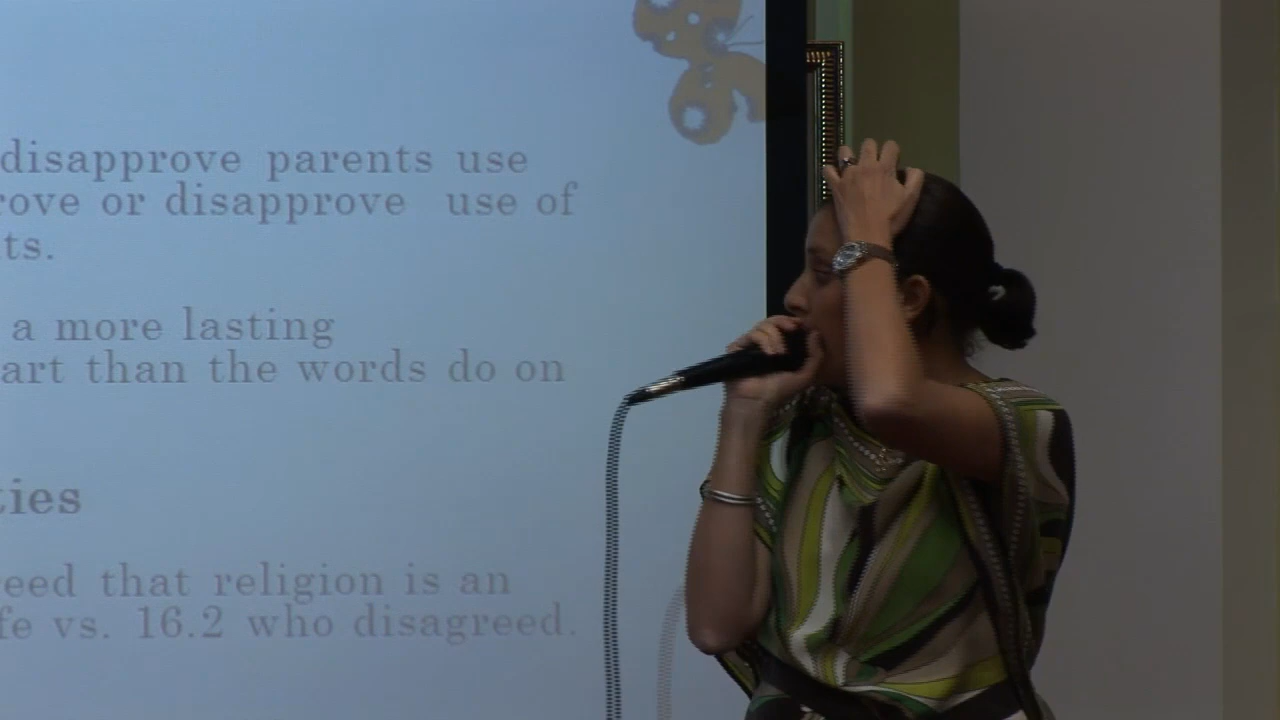 disapprove parents use
rove or disapprove use of
ts.
a more lasting
art than the words do on
ties
reed that religion is an
fe vs. 16.2 who disagreed.